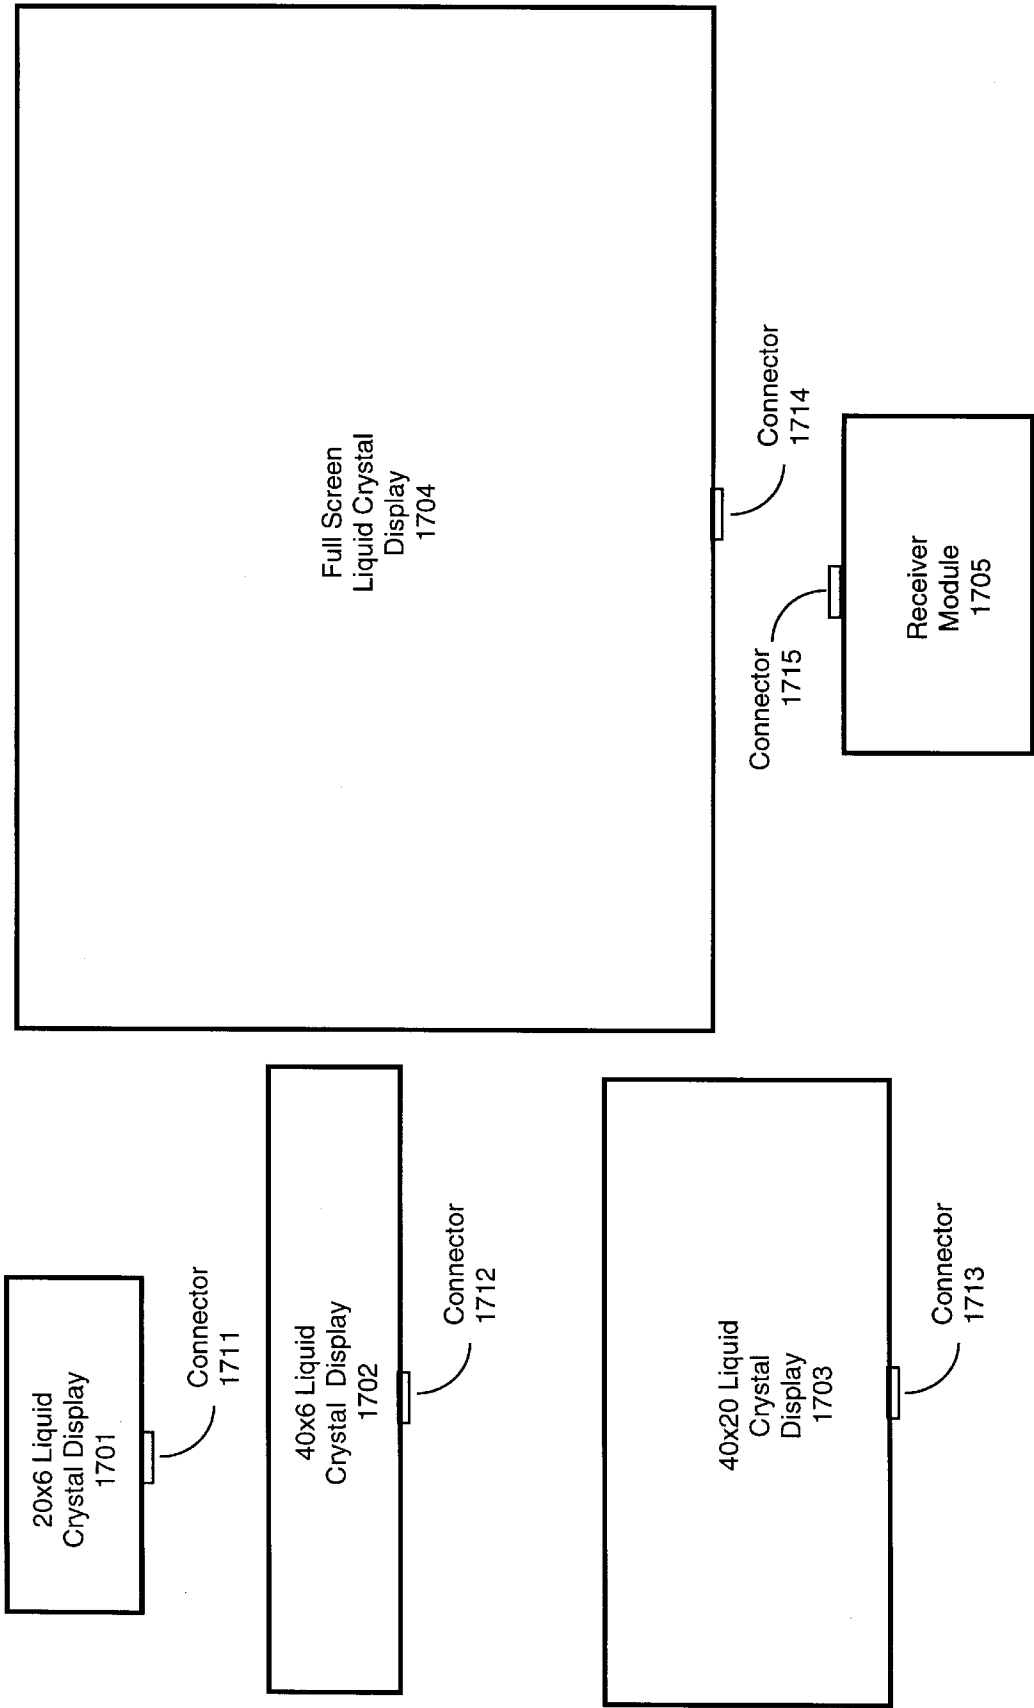 20x6 Liquid
Crystal Display
1701
Connector
1711
40x6 Liquid
Crystal Display
1702
Connector
1712
40x20 Liquid
Crystal
Display
1703
Connector
1713
Full Screen
Liquid Crystal
Display
1704
Connector
1714
Connector
1715
Receiver
Module
1705